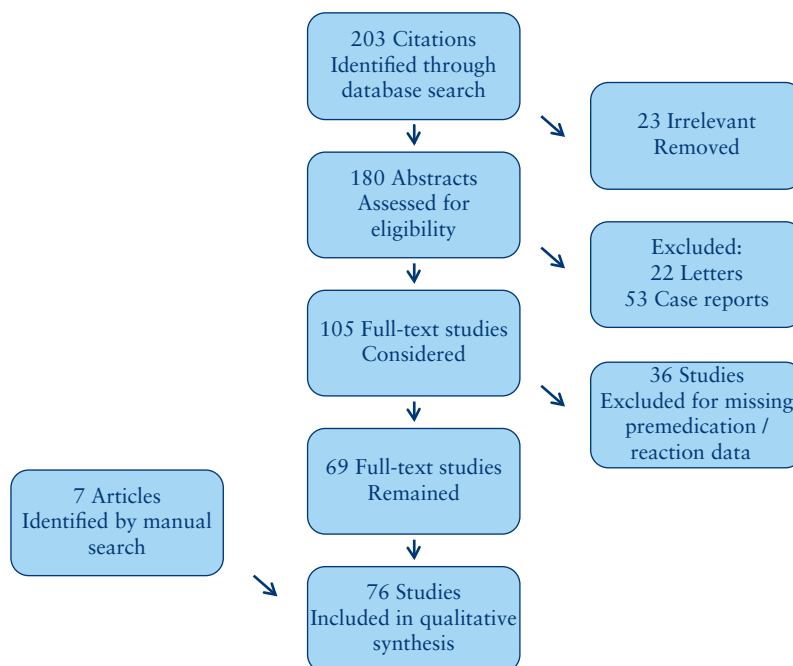 203 Citations
Identified through
database search
23 Irrelevant
Removed
180 Abstracts
Assessed for
eligibility
Excluded:
22 Letters
53 Case reports
105 Full-text studies
Considered
36 Studies
Excluded for missing
premedication /
reaction data
69 Full-text studies
Remained
7 Articles
Identified by manual
search
76 Studies
Included in qualitative
synthesis